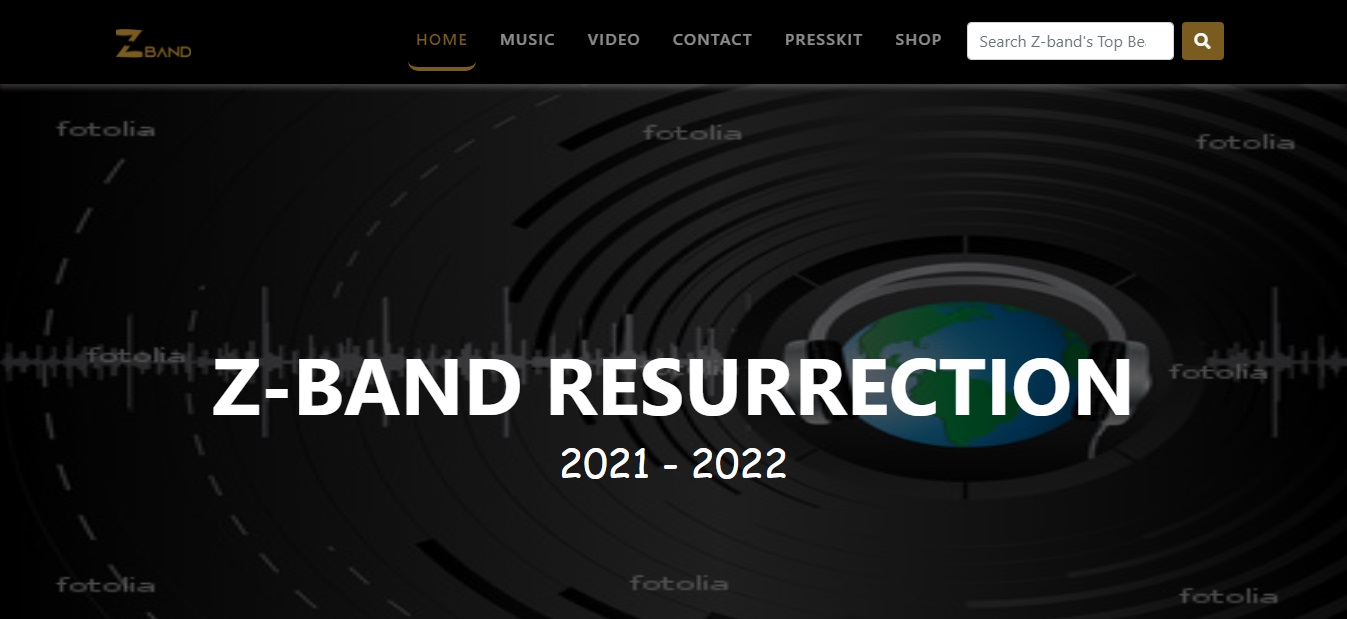 Z BAND
HOME MUSIC VIDEO CONTACT PRESSKIT SHOP Search Z-band's Top Be
fotolia fotolia fotolia
fotolia fotolia
Z-BAND RESURRECTION
2021 - 2022
fotolia fotolia fotolia